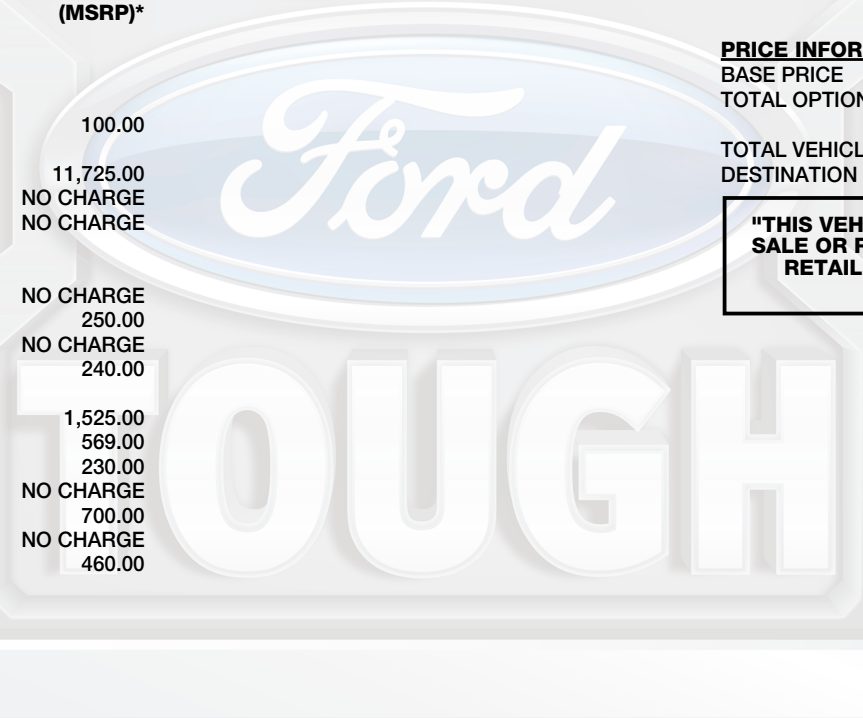 (MSRP)*
100.00
11,725.00
NO CHARGE
NO CHARGE
NO CHARGE
250.00
NO CHARGE
240.00
1,525.00
569.00
230.00
NO CHARGE
700.00
NO CHARGE
460.00
PRICE INFOR
BASE PRICE
TOTAL OPTION
TOTAL VEHICL
DESTINATION
"THIS VEH
SALE OR F
RETAIL
Ford
TOUGH